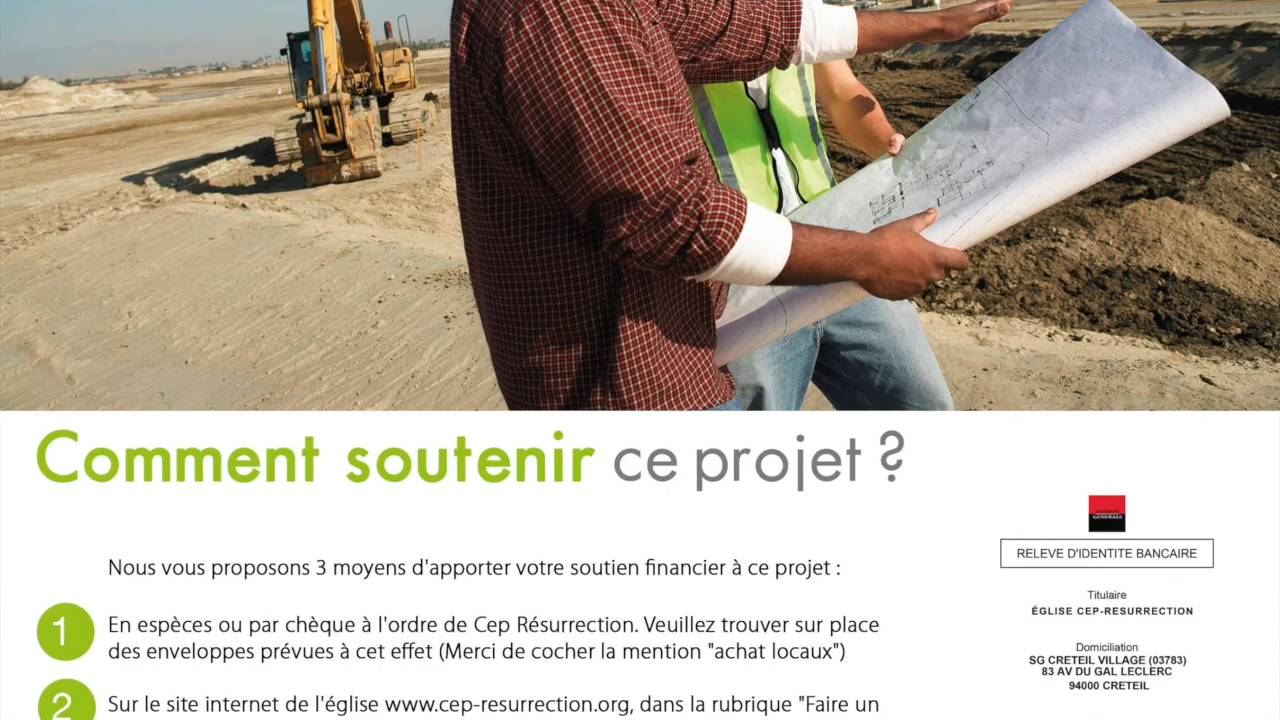 Comment soutenir ce projet ?
Nous vous proposons 3 moyens d'apporter votre soutien financier à ce projet :
1
En espèces ou par chèque à l'ordre de Cep Résurrection. Veuillez trouver sur place
des enveloppes prévues à cet effet (Merci de cocher la mention "achat locaux")
2
Sur le site internet de l'église www.cep-resurrection.org, dans la rubrique "Faire un
SOCIETE
GENERALE
RELEVE D'IDENTITE BANCAIRE
Titulaire
ÉGLISE CEP-RESURRECTION
Domiciliation
SG CRETEIL VILLAGE (03783)
83 AV DU GAL LECLERC
94000 CRETEIL